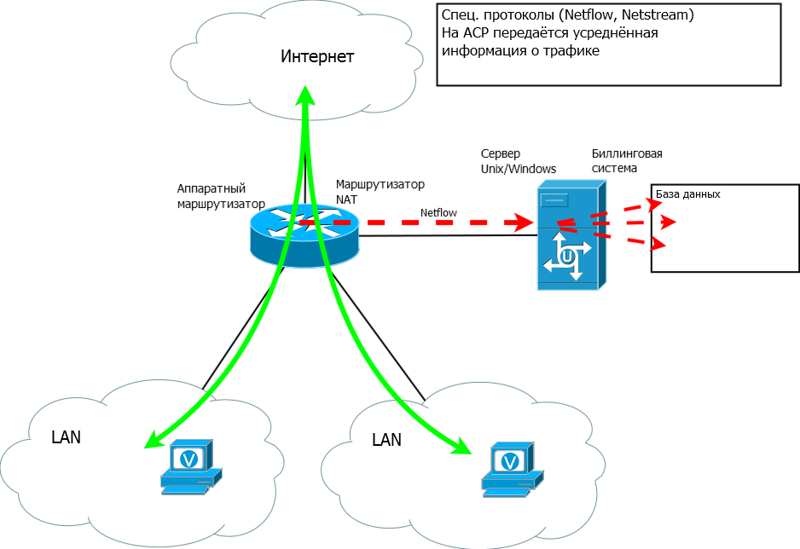 Спец. протоколы (Netflow, Netstream)
На АСР передаётся усреднённая
информация о трафике
Интернет
Сервер
Unix/Windows
Биллинговая
система
Аппаратный
маршрутизатор
Маршрутизатор
NAT
Netflow
База данных
U
LAN
V
LAN
V